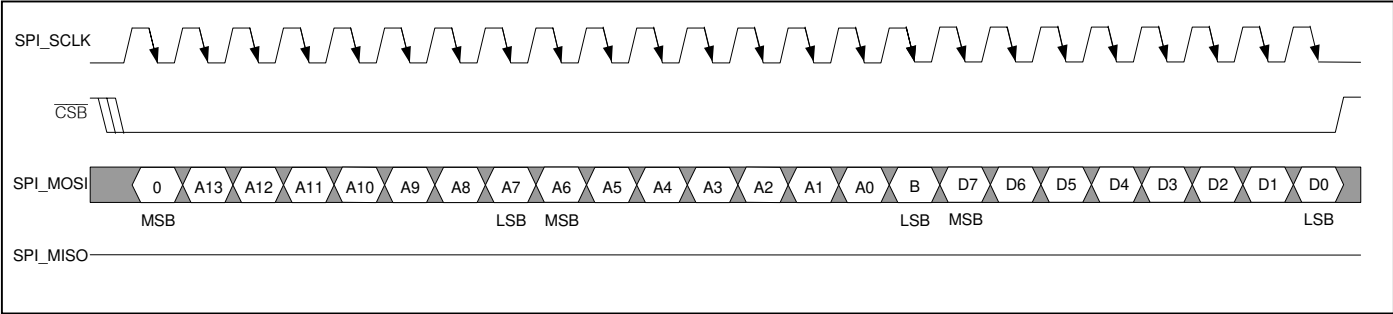 SPI_SCLK
CSB
SPI_MOSI 0 A13 A12 A11 A10 A9 A8 A7 A6 A5 A4 A3 A2 A1 A0 B D7 D6 D5 D4 D3 D2 D1 D0
MSB LSB MSB LSB MSB LSB
SPI_MISO